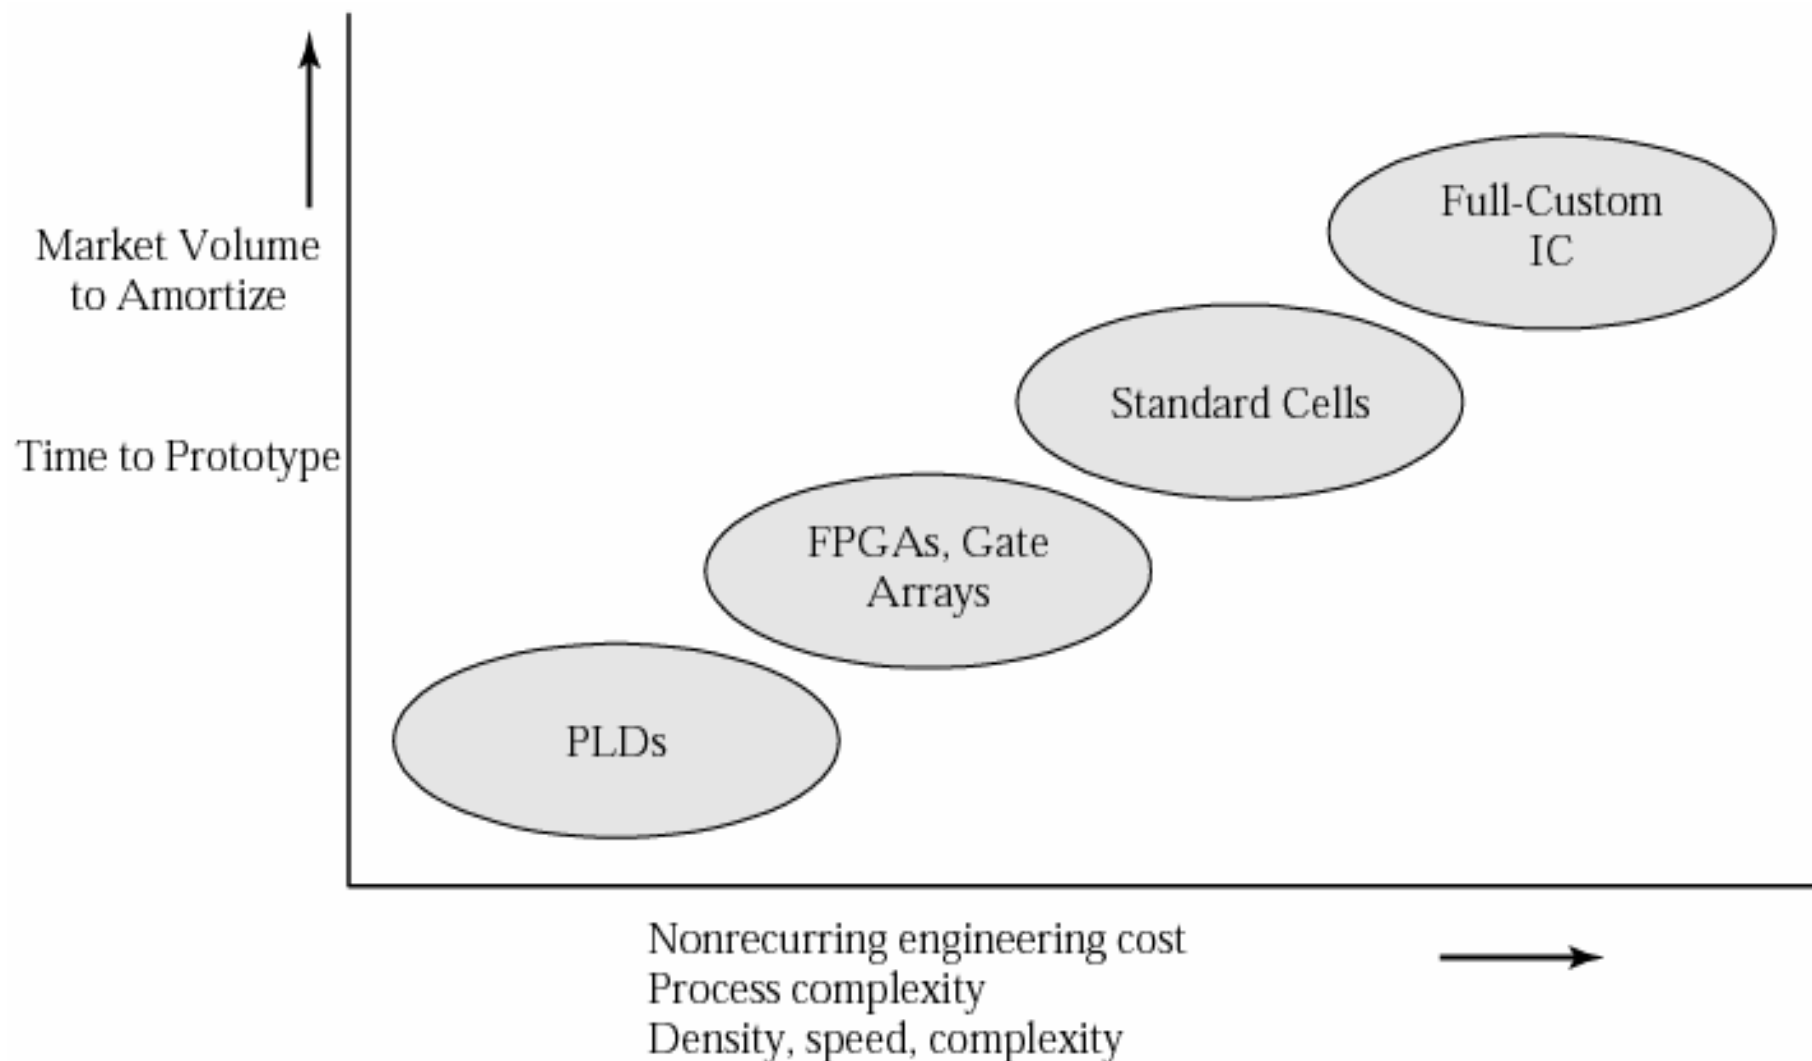 Market Volume
to Amortize
Time to Prototype
Full-Custom
IC
Standard Cells
FPGAs, Gate
Arrays
PLDs
Nonrecurring engineering cost
Process complexity
Density, speed, complexity